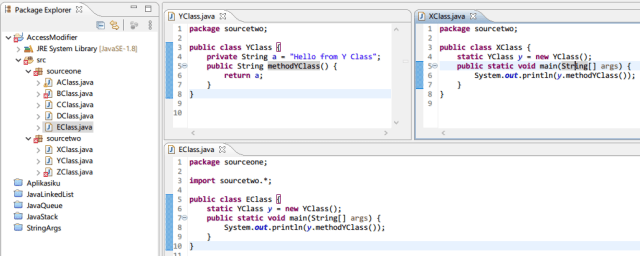 Package Explorer
AccessModifier
JRE System Library [JavaSE-1.8]
src
sourceone
AClass.java
BClass.java
CClass.java
DClass.java
EClass.java
sourcetwo
XClass.java
YClass.java
ZClass.java
Aplikasiku
JavaLinkedList
JavaQueue
JavaStack
StringArgs
YClass.java
1 package sourcetwo;
2
3 public class YClass {
4 private String a = "Hello from Y Class";
5 public String methodYClass() {
6 return a;
7 }
8 }
9
XClass.java
1 package sourcetwo;
2
3 public class XClass {
4 static YClass y = new YClass();
5 public static void main(String[] args) {
6 System.out.println(y.methodYClass());
7 }
8 }
9
10
EClass.java
1 package sourceone;
2
3 import sourcetwo.*;
4
5 public class EClass {
6 static YClass y = new YClass();
7 public static void main(String[] args) {
8 System.out.println(y.methodYClass());
9 }
10 }